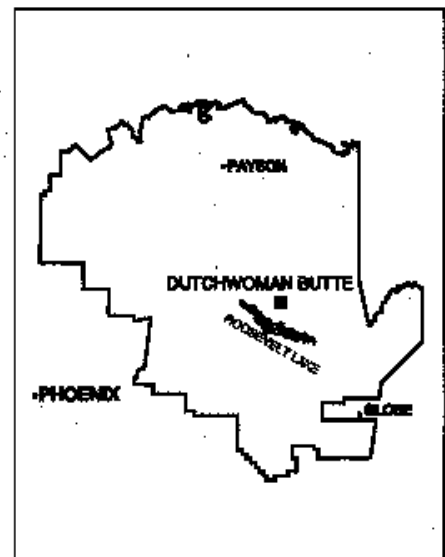 PAYSON
DUTCHWOMAN BUTTE
ROOSEVELT LAKE
PHOENIX
GLOBE